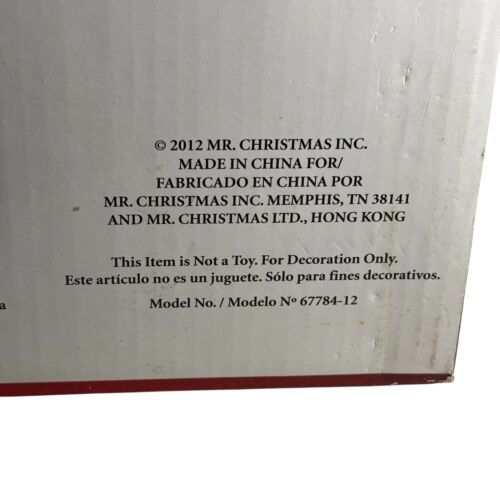 © 2012 MR. CHRISTMAS INC.
MADE IN CHINA FOR/
FABRICADO EN CHINA POR
MR. CHRISTMAS INC. MEMPHIS, TN 38141
AND MR. CHRISTMAS LTD., HONG KONG
This Item is Not a Toy. For Decoration Only.
Este artículo no es un juguete. Sólo para fines decorativos.
Model No. / Modelo Nº 67784-12